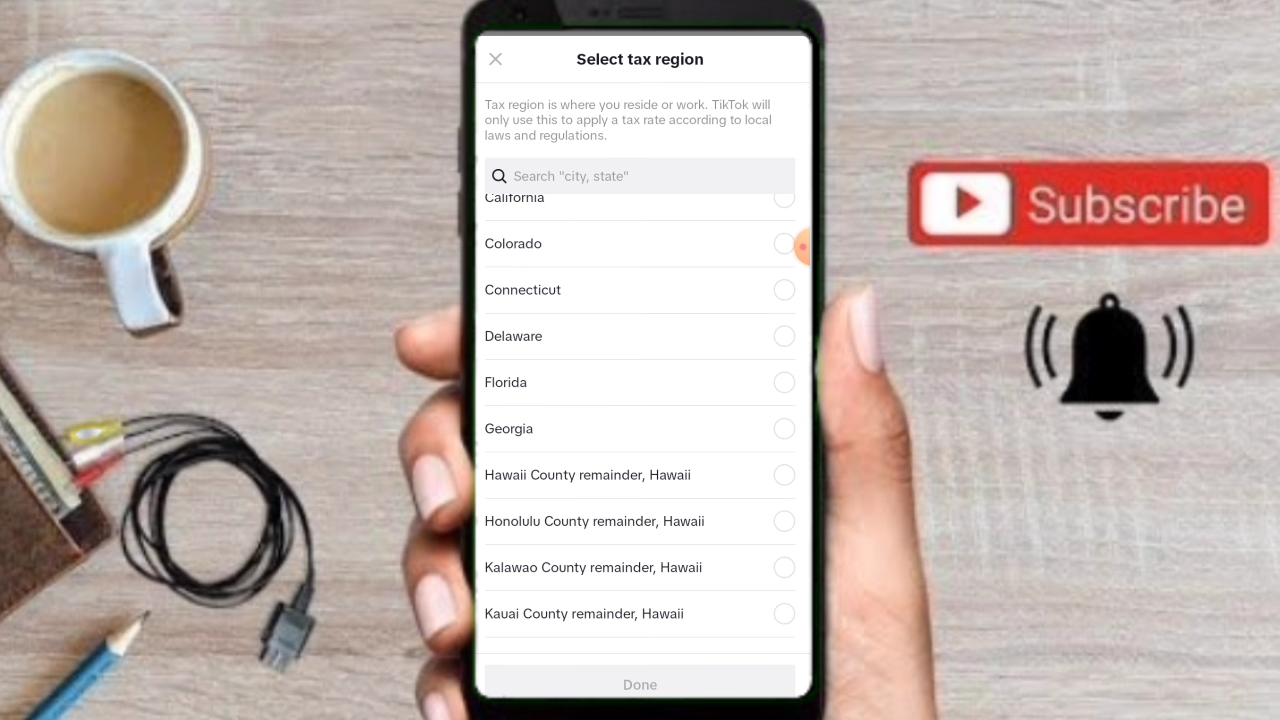 Select tax region
Tax region is where you reside or work. TikTok will
only use this to apply a tax rate according to local
laws and regulations.
Search "city, state"
California
Colorado
Connecticut
Delaware
Florida
Georgia
Hawaii County remainder, Hawaii
Honolulu County remainder, Hawaii
Kalawao County remainder, Hawaii
Kauai County remainder, Hawaii
Done
Subscribe